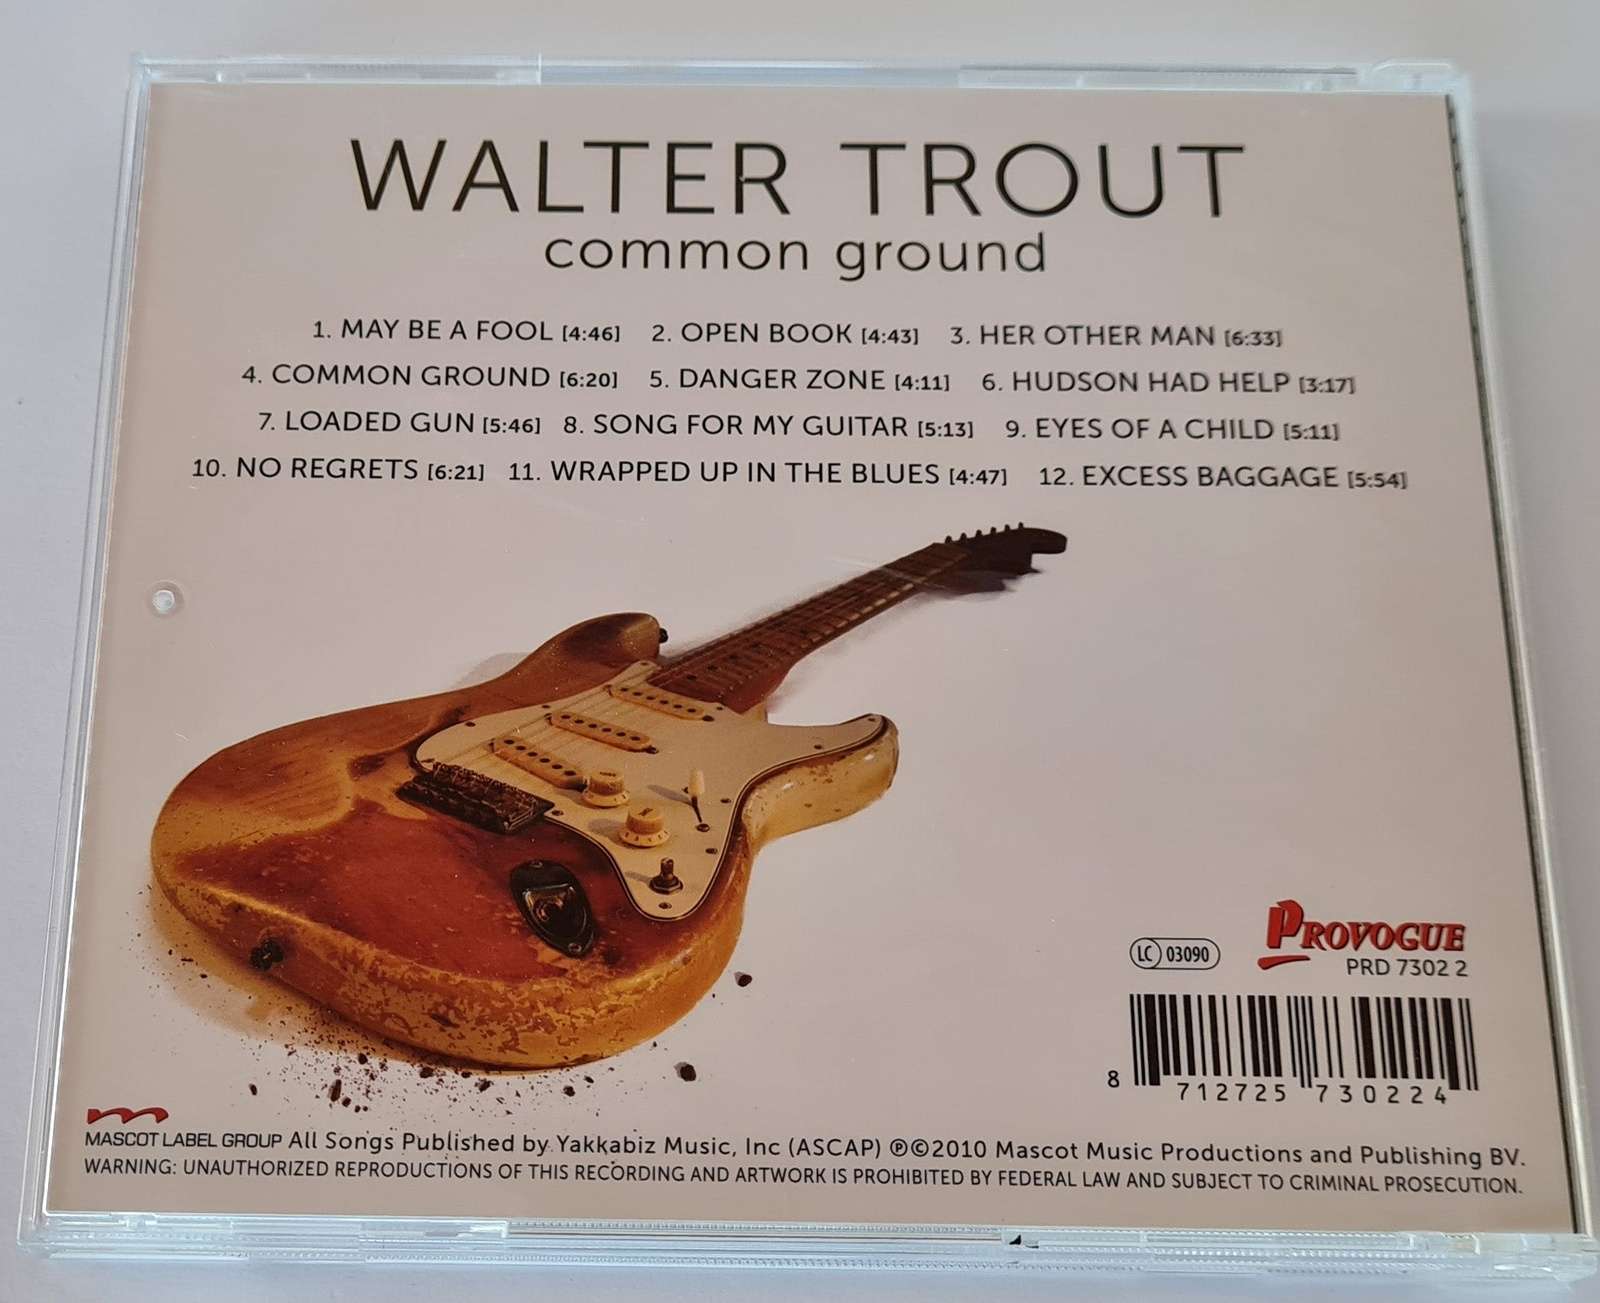 WALTER TROUT
common ground
1. MAY BE A FOOL [4:46] 2. OPEN BOOK [4:43] 3. HER OTHER MAN [6:33]
4. COMMON GROUND [6:20] 5. DANGER ZONE [4:11] 6. HUDSON HAD HELP [3:17]
7. LOADED GUN [5:46] 8. SONG FOR MY GUITAR [5:13] 9. EYES OF A CHILD [5:11]
10. NO REGRETS [6:21] 11. WRAPPED UP IN THE BLUES [4:47] 12. EXCESS BAGGAGE [5:54]
LC 03090
PROVOGUE
PRD 7302 2
8 712725 730224
MASCOT LABEL GROUP All Songs Published by Yakkabiz Music, Inc (ASCAP) ℗©2010 Mascot Music Productions and Publishing BV.
WARNING: UNAUTHORIZED REPRODUCTIONS OF THIS RECORDING AND ARTWORK IS PROHIBITED BY FEDERAL LAW AND SUBJECT TO CRIMINAL PROSECUTION.